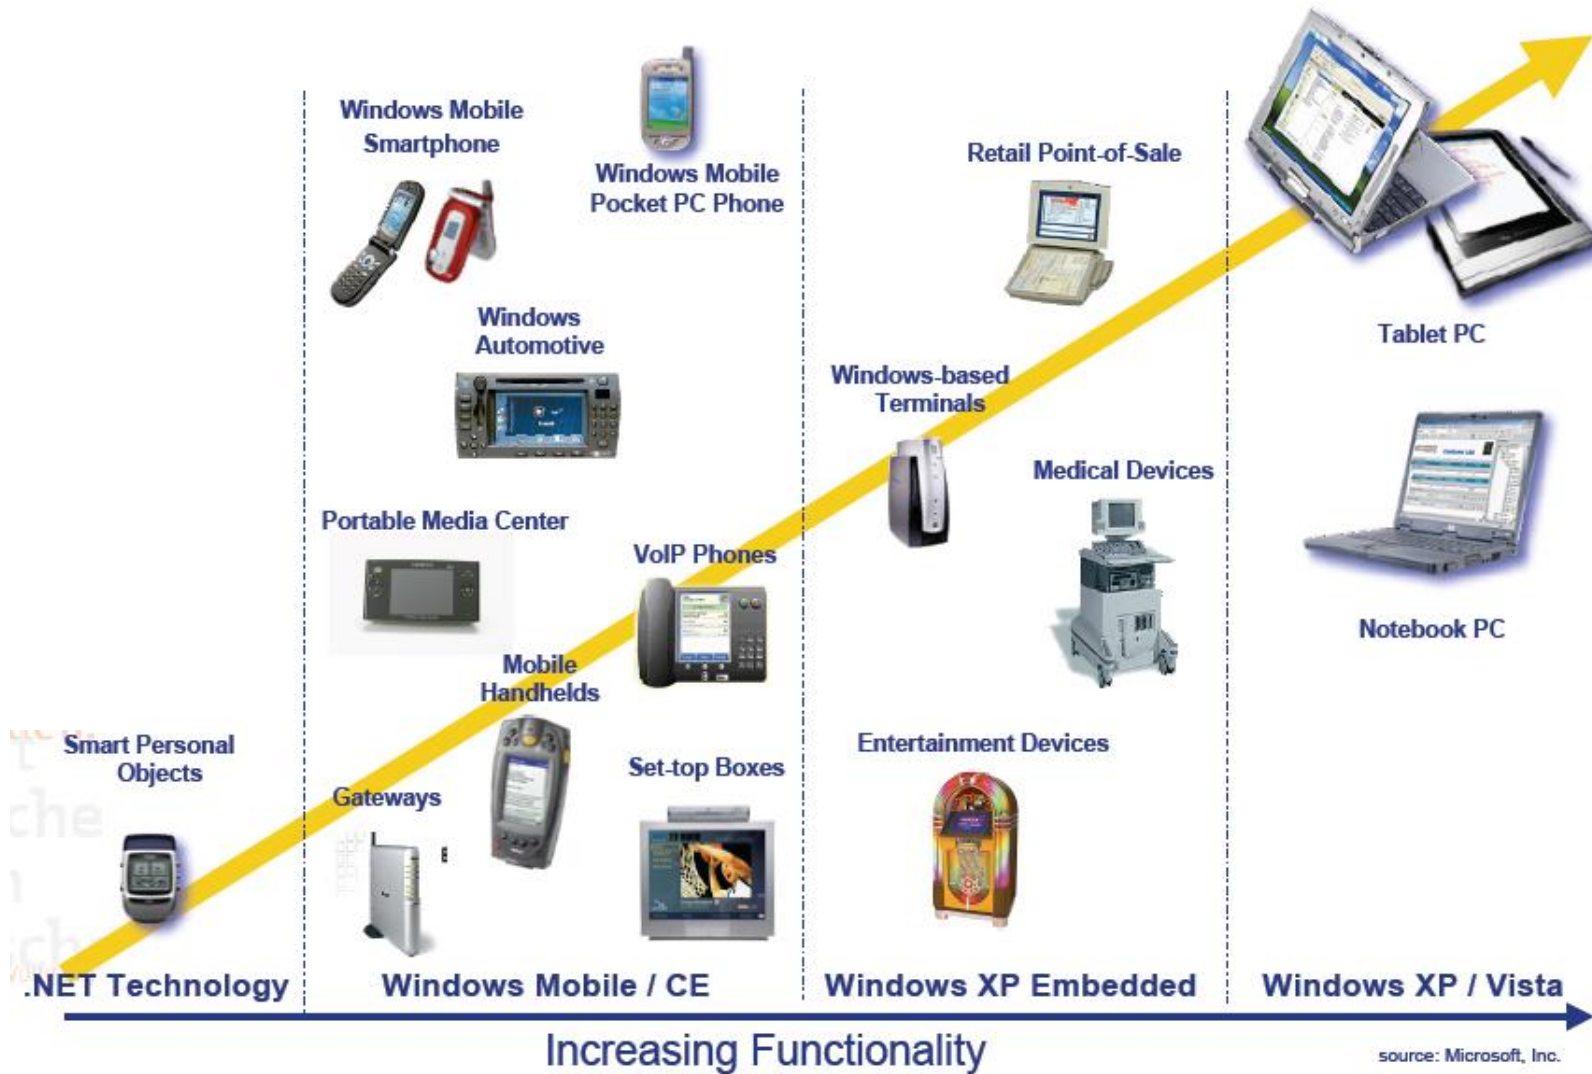 Windows Mobile
Smartphone
Windows Mobile
Pocket PC Phone
Retail Point-of-Sale
Windows
Automotive
Tablet PC
Windows-based
Terminals
Medical Devices
Portable Media Center
VoIP Phones
Notebook PC
Mobile
Handhelds
Smart Personal
Objects
Set-top Boxes
Entertainment Devices
Gateways
.NET Technology
Windows Mobile / CE
Windows XP Embedded
Windows XP / Vista
Increasing Functionality
source: Microsoft, Inc.